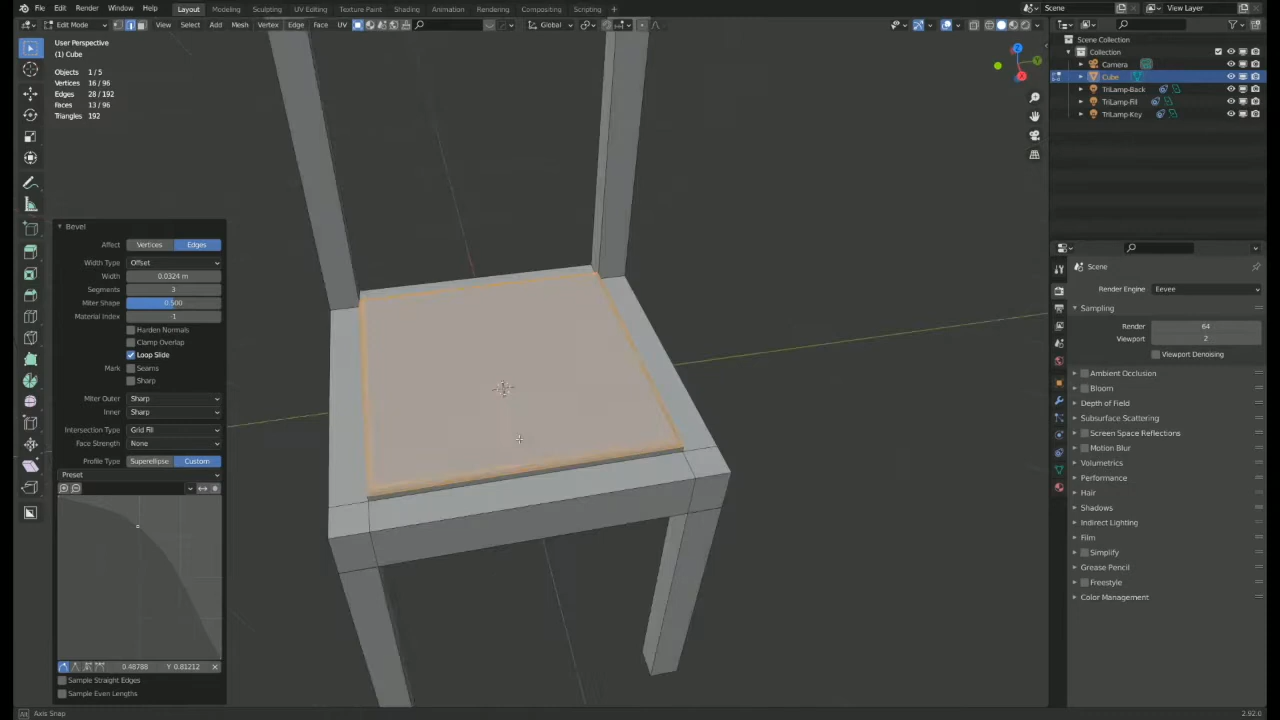 File Edit Render Window Help Layout Modeling Sculpting UV Editing Texture Paint Shading Animation Rendering Compositing Scripting + Scene View Layer
Edit Mode View Select Add Mesh Vertex Edge Face UV Global
User Perspective
(1) Cube
Objects 1 / 5
Vertices 16 / 96
Edges 28 / 192
Faces 13 / 96
Triangles 192
Bevel
Affect Vertices Edges
Width Type Offset
Width 0.0324 m
Segments 3
Miter Shape 0.500
Material Index -1
Harden Normals
Clamp Overlap
Loop Slide
Mark Seams
Sharp
Miter Outer Sharp
Inner Sharp
Intersection Type Grid Fill
Face Strength None
Profile Type Superellipse Custom
Preset
0.48788 Y 0.81212
Sample Straight Edges
Sample Even Lengths
Axis Snap
Z
Y
X
Scene Collection
Collection
Camera
Cube
TriLamp-Back
TriLamp-Fill
TriLamp-Key
Scene
Render Engine Eevee
Sampling
Render 64
Viewport 2
Viewport Denoising
Ambient Occlusion
Bloom
Depth of Field
Subsurface Scattering
Screen Space Reflections
Motion Blur
Volumetrics
Performance
Hair
Shadows
Indirect Lighting
Film
Simplify
Grease Pencil
Freestyle
Color Management
2.92.0